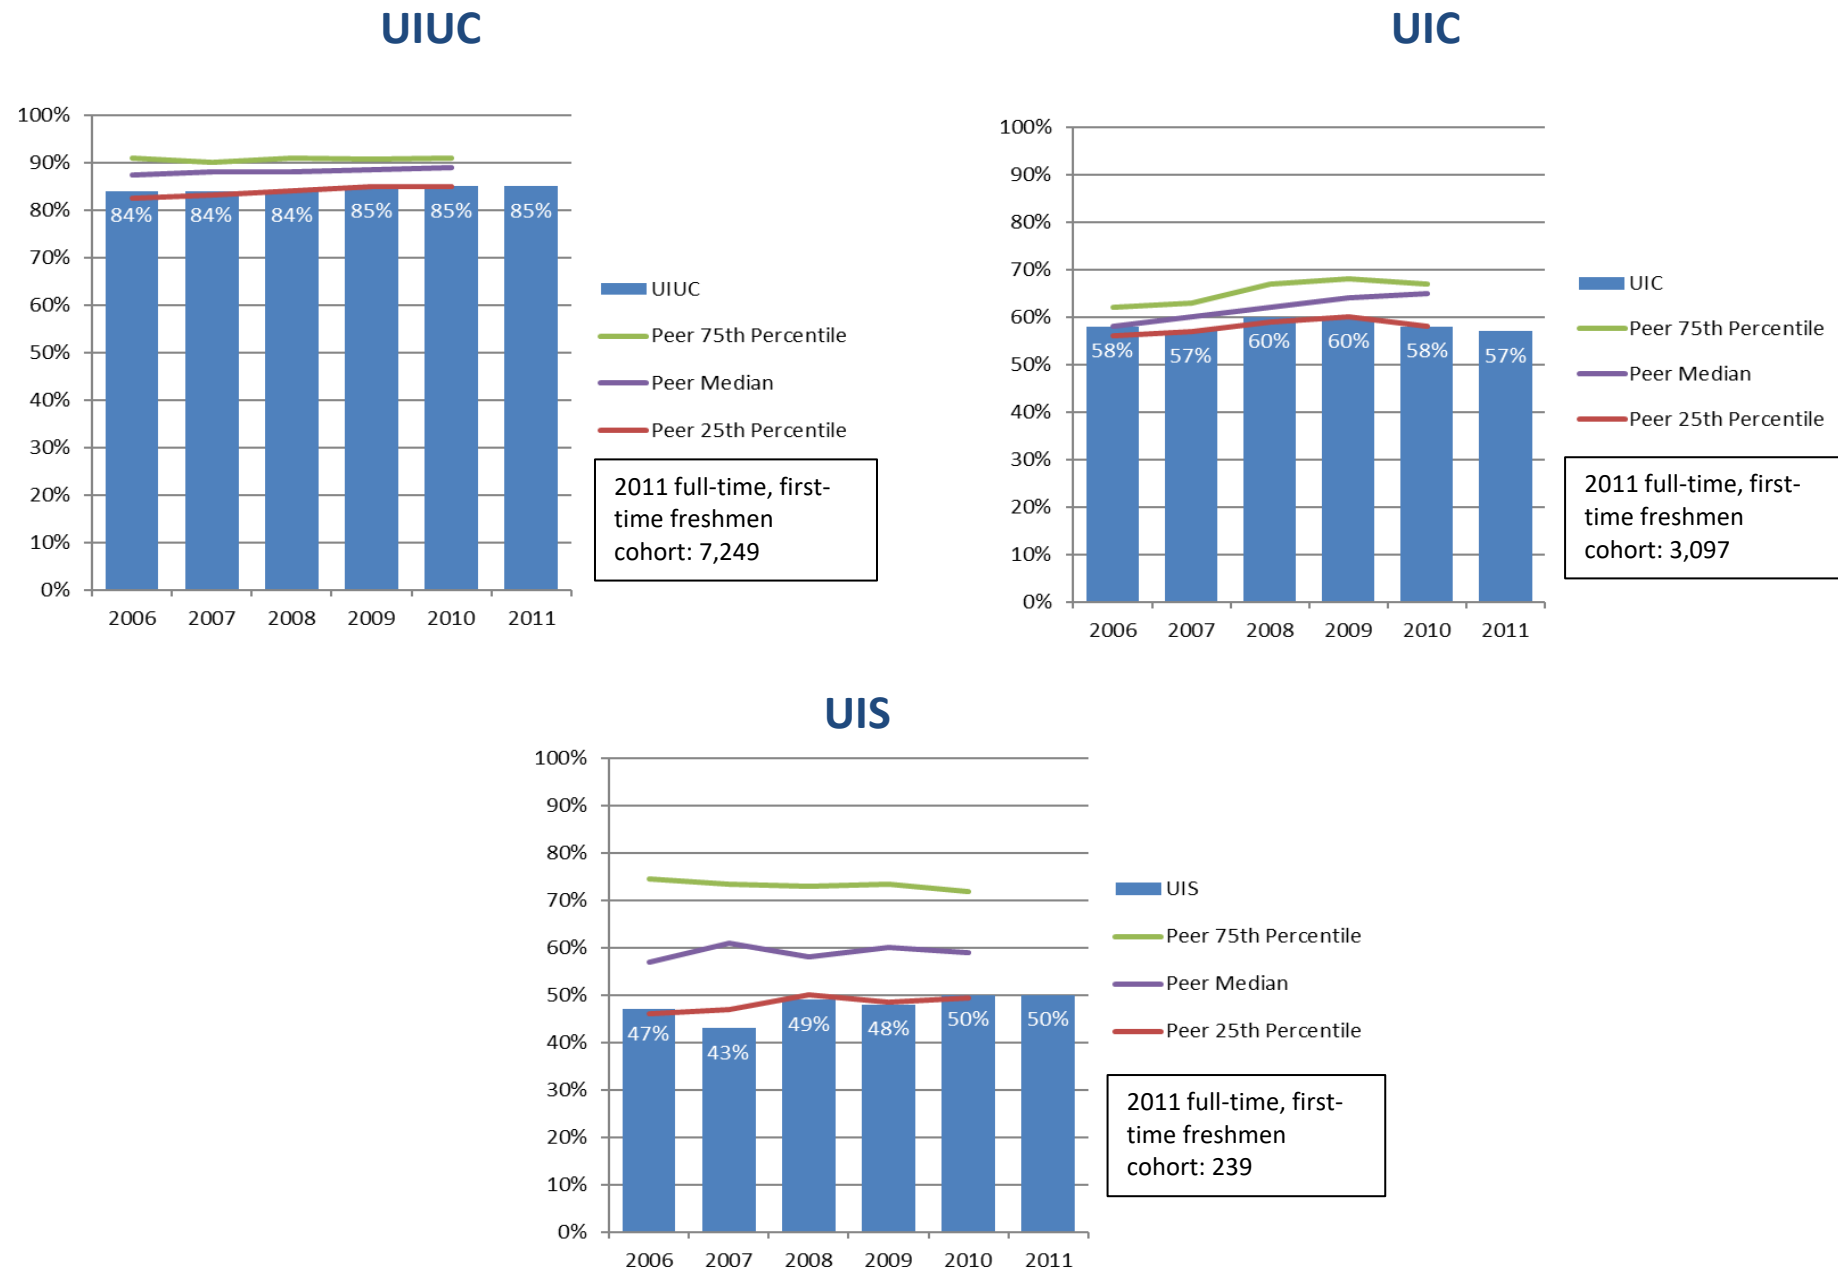 UIUC
100%
90%
80%
70%
60%
50%
40%
30%
20%
10%
0%
84%
84%
84%
85%
85%
85%
2006
2007
2008
2009
2010
2011
UIUC
Peer 75th Percentile
Peer Median
Peer 25th Percentile
2011 full-time, first-
time freshmen
cohort: 7,249
UIC
100%
90%
80%
70%
60%
50%
40%
30%
20%
10%
0%
58%
57%
60%
60%
58%
57%
2006
2007
2008
2009
2010
2011
UIC
Peer 75th Percentile
Peer Median
Peer 25th Percentile
2011 full-time, first-
time freshmen
cohort: 3,097
UIS
100%
90%
80%
70%
60%
50%
40%
30%
20%
10%
0%
47%
43%
49%
48%
50%
50%
2006
2007
2008
2009
2010
2011
UIS
Peer 75th Percentile
Peer Median
Peer 25th Percentile
2011 full-time, first-
time freshmen
cohort: 239